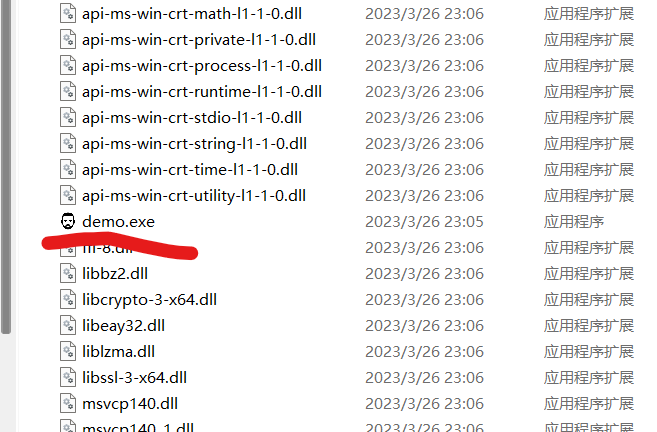 api-ms-win-crt-math-l1-1-0.dll 2023/3/26 23:06 应用程序扩展
api-ms-win-crt-private-l1-1-0.dll 2023/3/26 23:06 应用程序扩展
api-ms-win-crt-process-l1-1-0.dll 2023/3/26 23:06 应用程序扩展
api-ms-win-crt-runtime-l1-1-0.dll 2023/3/26 23:06 应用程序扩展
api-ms-win-crt-stdio-l1-1-0.dll 2023/3/26 23:06 应用程序扩展
api-ms-win-crt-string-l1-1-0.dll 2023/3/26 23:06 应用程序扩展
api-ms-win-crt-time-l1-1-0.dll 2023/3/26 23:06 应用程序扩展
api-ms-win-crt-utility-l1-1-0.dll 2023/3/26 23:06 应用程序扩展
demo.exe 2023/3/26 23:05 应用程序
2023/3/26 23:06 应用程序扩展
libbz2.dll 2023/3/26 23:06 应用程序扩展
libcrypto-3-x64.dll 2023/3/26 23:06 应用程序扩展
libeay32.dll 2023/3/26 23:06 应用程序扩展
liblzma.dll 2023/3/26 23:06 应用程序扩展
libssl-3-x64.dll 2023/3/26 23:06 应用程序扩展
msvcp140.dll 2023/3/26 23:06 应用程序扩展
msvcp140_1.dll 2023/3/26 23:06 应用程序扩展